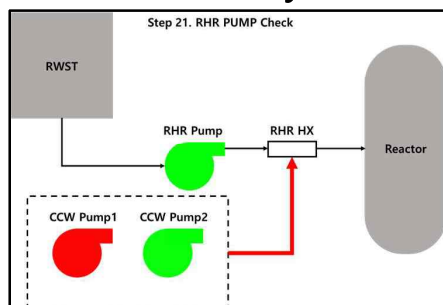 Step 21. RHR PUMP Check
RWST
RHR Pump
RHR HX
Reactor
CCW Pump1
CCW Pump2